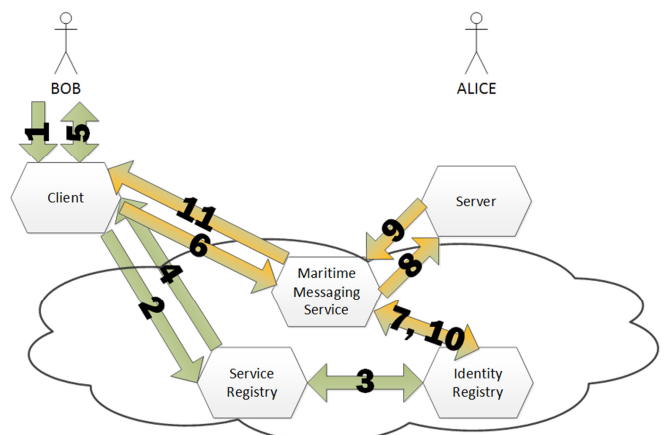 BOB
ALICE
1
5
Client
11
6
Server
9
8
Maritime
Messaging
Service
4
2
7, 10
Service
Registry
3
Identity
Registry